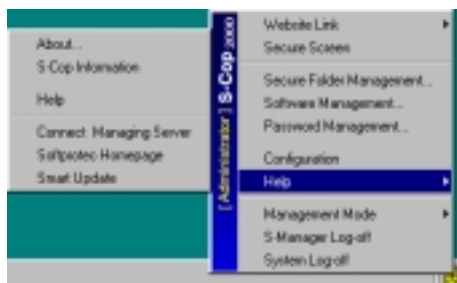 About...
S-Cop Information
Help
Connect Managing Server
Softprotec Homepage
Smart Update
[ Administrator ] S-Cop 2000
Website Link
Secure Screen
Secure Folder Management...
Software Management...
Password Management...
Configuration
Help
Management Mode
S-Manager Log-off
System Log-off